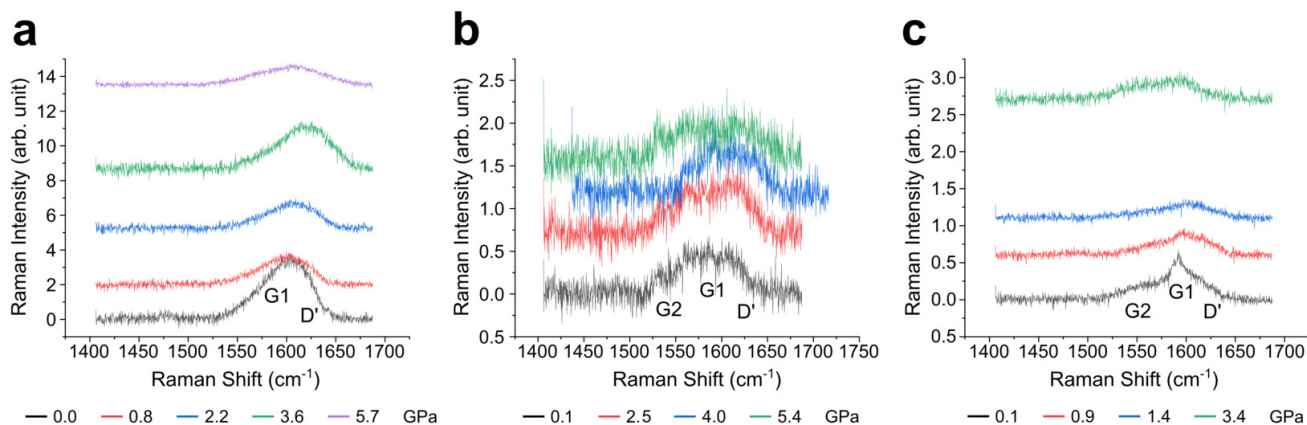 a
Raman Intensity (arb. unit)
14
12
10
8
6
4
2
0
G1
D'
1400 1450 1500 1550 1600 1650 1700
Raman Shift (cm-1)
0.0 0.8 2.2 3.6 5.7 GPa
b
Raman Intensity (arb. unit)
2.5
2.0
1.5
1.0
0.5
0.0
0.5
G2
G1
D'
1400 1450 1500 1550 1600 1650 1700 1750
Raman Shift (cm-1)
0.1 2.5 4.0 5.4 GPa
c
Raman Intensity (arb. unit)
3.0
2.5
2.0
1.5
1.0
0.5
0.0
0.5
G2
G1
D'
1400 1450 1500 1550 1600 1650 1700
Raman Shift (cm-1)
0.1 0.9 1.4 3.4 GPa